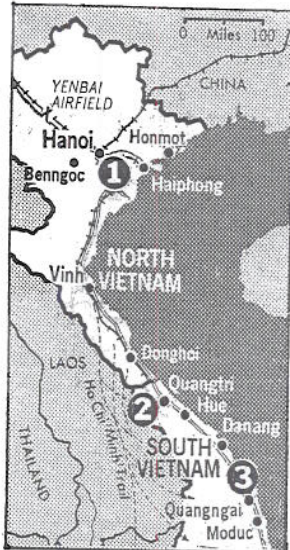 0 Miles 100
CHINA
YENBAI
AIRFIELD
Hanoi
Honmot
Benngoc
1
Haiphong
NORTH
VIETNAM
Vinh
Donghoi
LAOS
Quangtri
2
Hue
Ho Chi Minh Trail
Danang
SOUTH
VIETNAM
THAILAND
3
Quangngai
Moduc